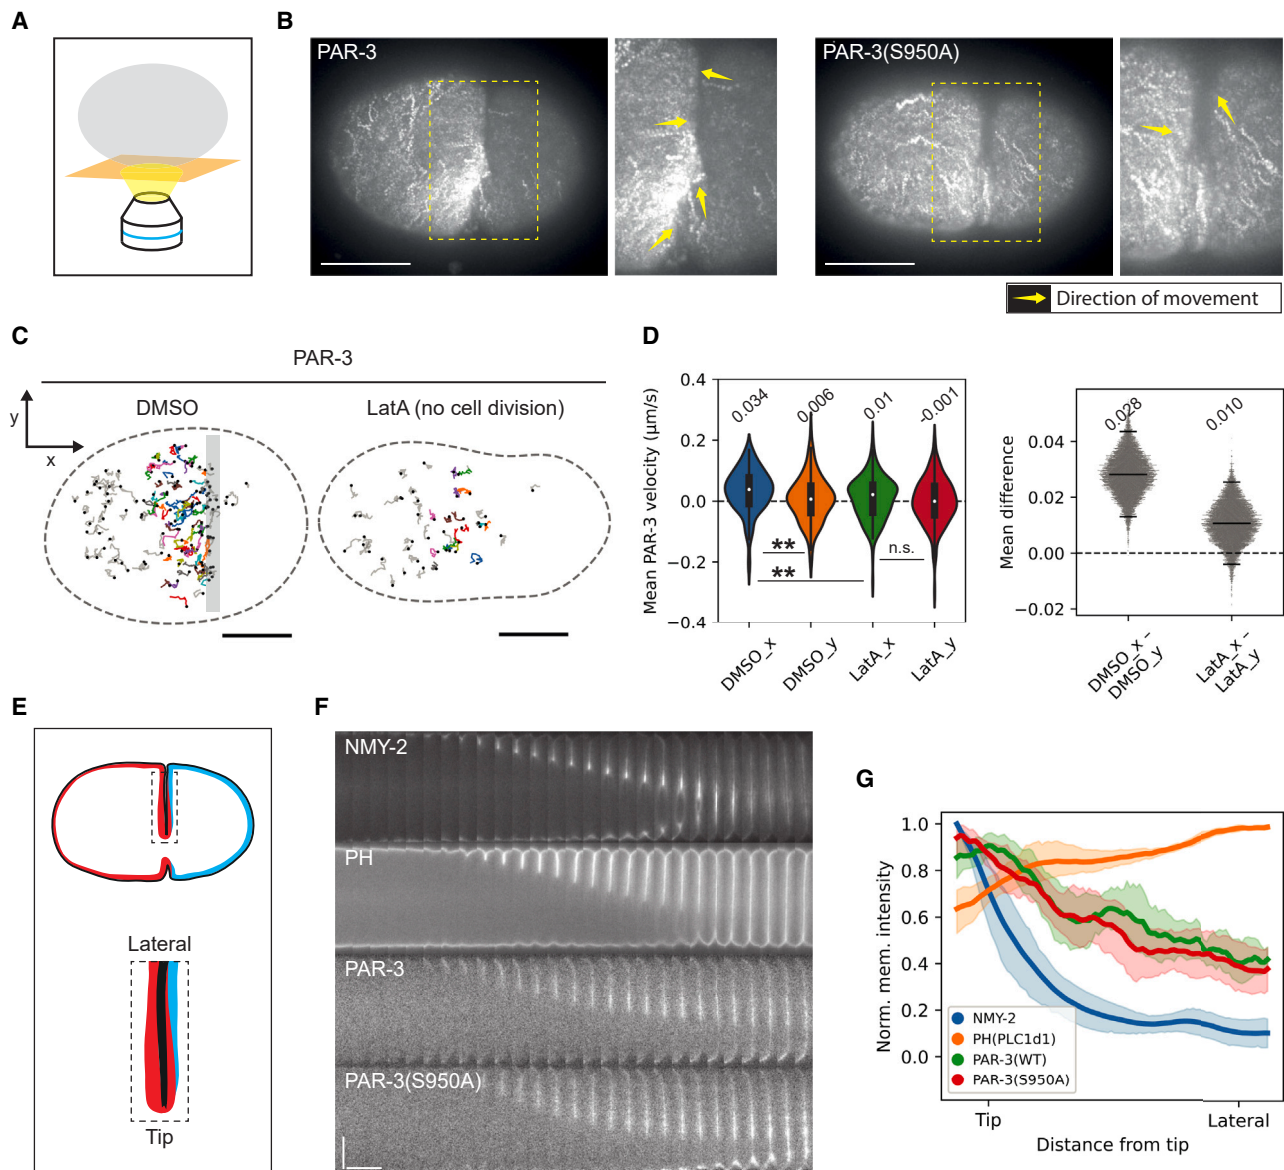 A
B
PAR-3
PAR-3(S950A)
Direction of movement
C
PAR-3
y
x
DMSO
LatA (no cell division)
D
Mean PAR-3 velocity (μm/s)
0.4
0.2
0.0
−0.2
−0.4
0.034
0.006
0.01
-0.001
**
**
n.s.
DMSO_x
DMSO_y
LatA_x
LatA_y
Mean difference
0.04
0.02
0.00
−0.02
0.028
0.010
DMSO_x −
DMSO_y
LatA_x −
LatA_y
E
Lateral
Tip
F
NMY-2
PH
PAR-3
PAR-3(S950A)
G
Norm. mem. intensity
1.0
0.8
0.6
0.4
0.2
0.0
NMY-2
PH(PLC1d1)
PAR-3(WT)
PAR-3(S950A)
Tip
Lateral
Distance from tip